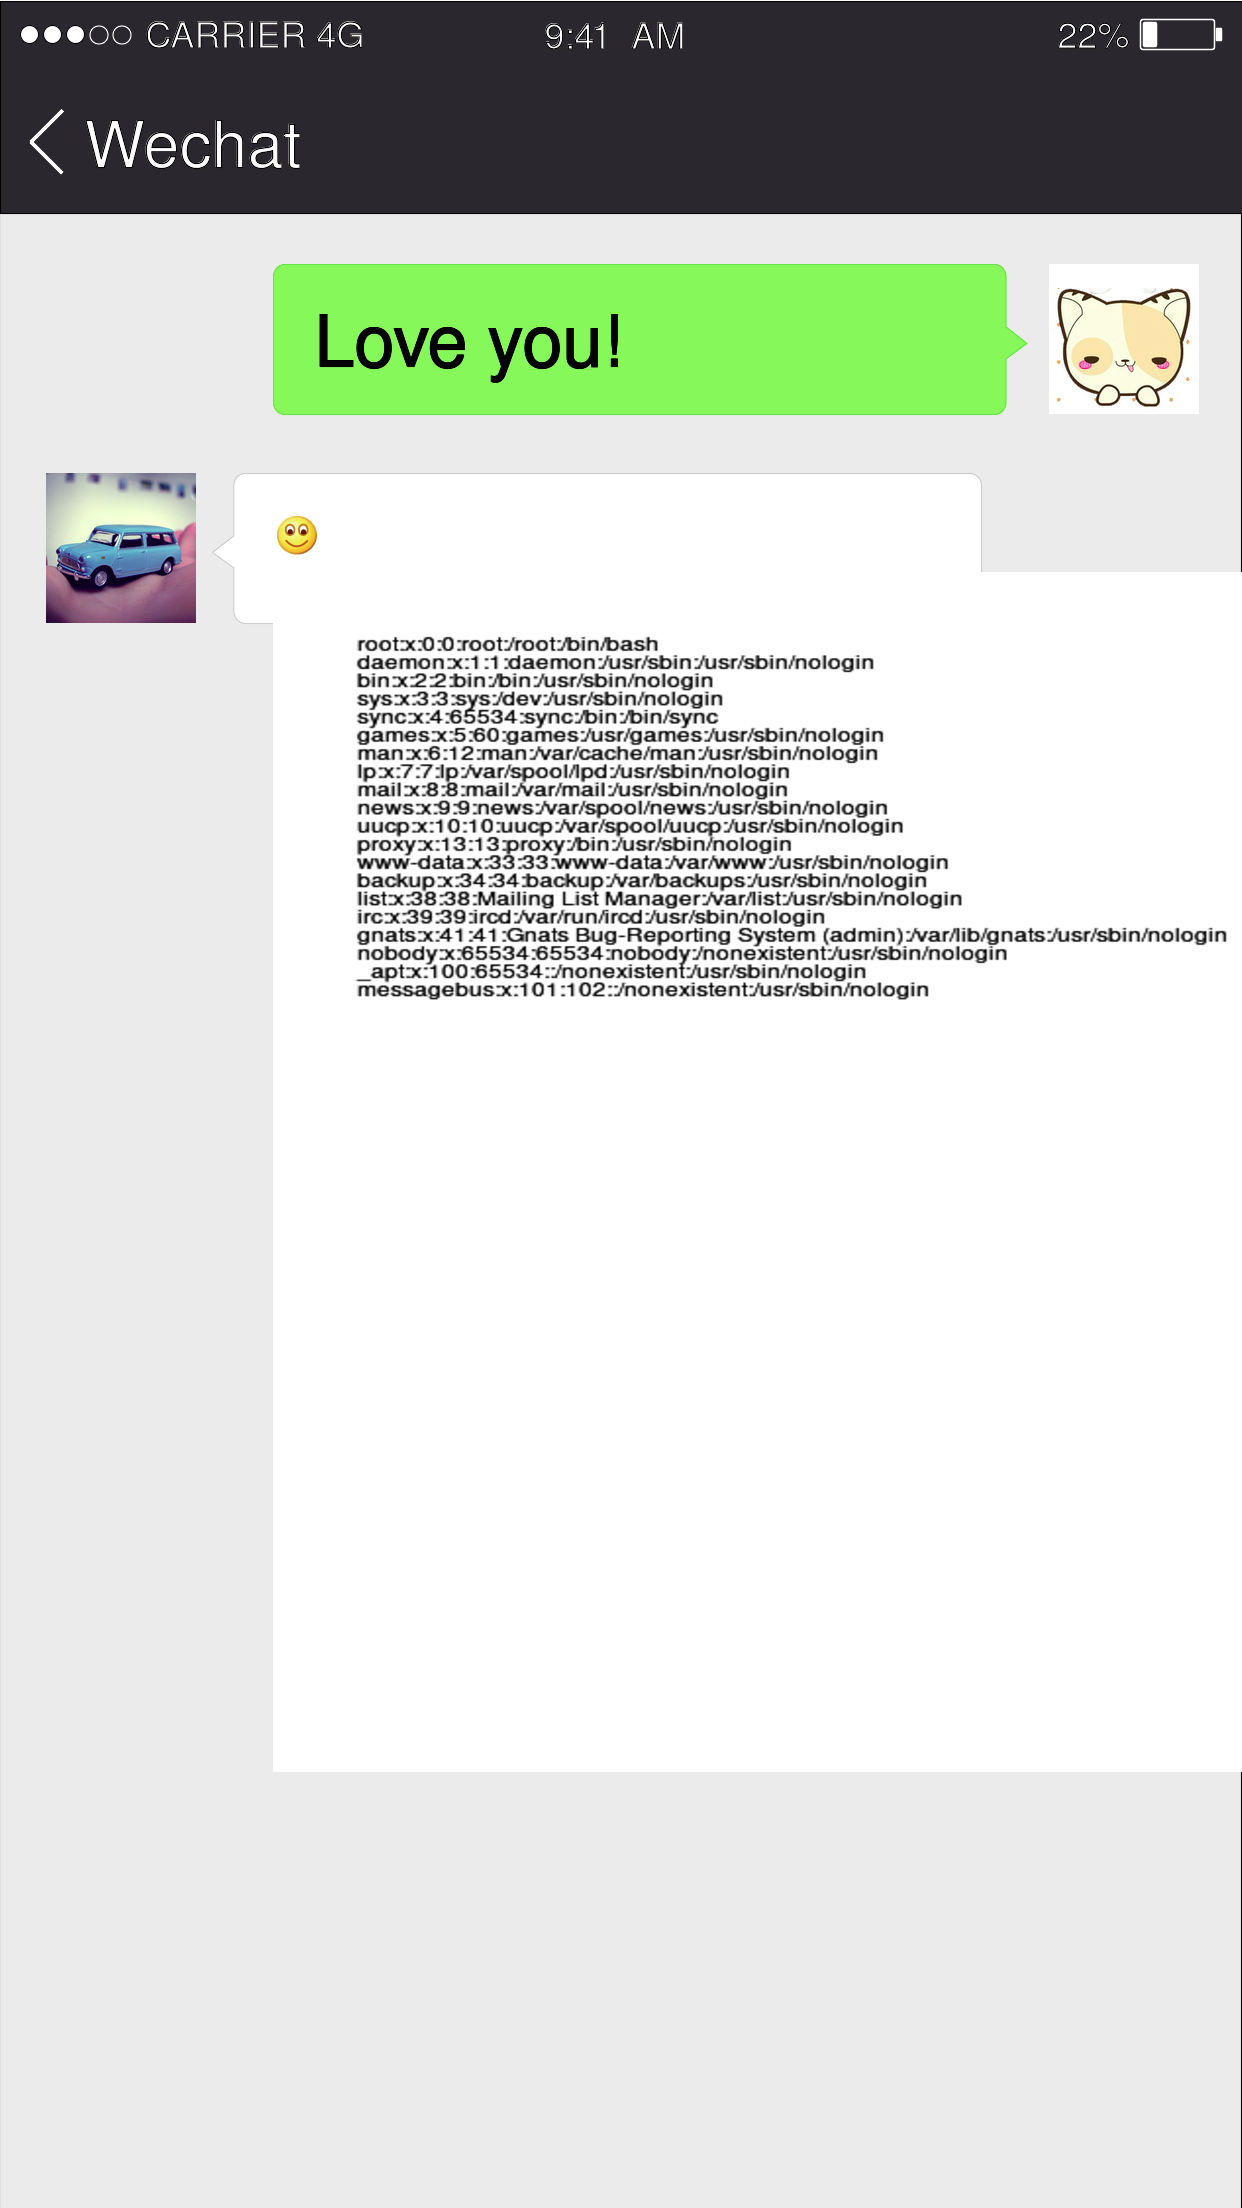 CARRIER 4G 9:41 AM 22%
Wechat
Love you!
root:x:0:0:root:/root:/bin/bash
daemon:x:1:1:daemon:/usr/sbin:/usr/sbin/nologin
bin:x:2:2:bin:/bin:/usr/sbin/nologin
sys:x:3:3:sys:/dev:/usr/sbin/nologin
sync:x:4:65534:sync:/bin:/bin/sync
games:x:5:60:games:/usr/games:/usr/sbin/nologin
man:x:6:12:man:/var/cache/man:/usr/sbin/nologin
lp:x:7:7:lp:/var/spool/lpd:/usr/sbin/nologin
mail:x:8:8:mail:/var/mail:/usr/sbin/nologin
news:x:9:9:news:/var/spool/news:/usr/sbin/nologin
uucp:x:10:10:uucp:/var/spool/uucp:/usr/sbin/nologin
proxy:x:13:13:proxy:/bin:/usr/sbin/nologin
www-data:x:33:33:www-data:/var/www:/usr/sbin/nologin
backup:x:34:34:backup:/var/backups:/usr/sbin/nologin
list:x:38:38:Mailing List Manager:/var/list:/usr/sbin/nologin
irc:x:39:39:ircd:/var/run/ircd:/usr/sbin/nologin
gnats:x:41:41:Gnats Bug-Reporting System (admin):/var/lib/gnats:/usr/sbin/nologin
nobody:x:65534:65534:nobody:/nonexistent:/usr/sbin/nologin
_apt:x:100:65534::/nonexistent:/usr/sbin/nologin
messagebus:x:101:102::/nonexistent:/usr/sbin/nologin